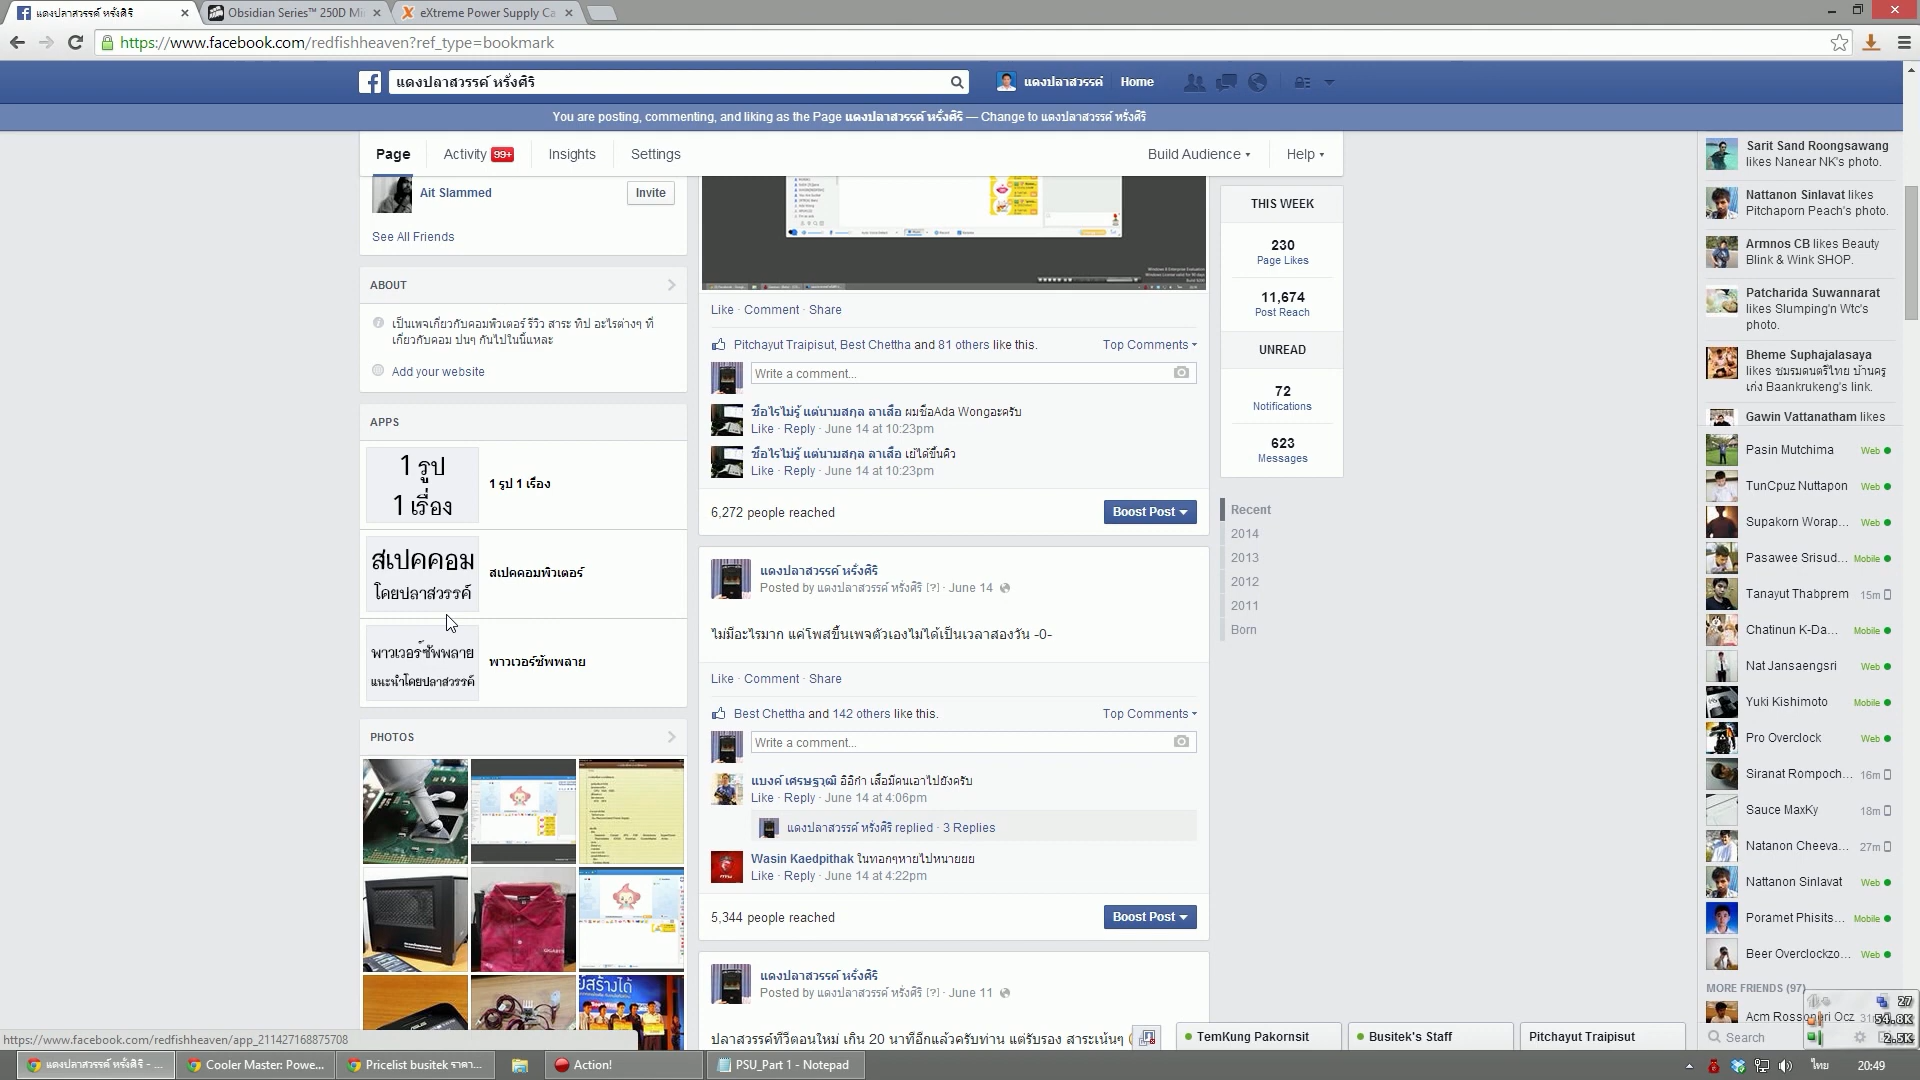 แดงปลาสวรรค์ หรั่งศิริ
Obsidian Series™ 250D Mi
eXtreme Power Supply Ca
https://www.facebook.com/redfishheaven?ref_type=bookmark
แดงปลาสวรรค์ หรั่งศิริ
แดงปลาสวรรค์
Home
You are posting, commenting, and liking as the Page แดงปลาสวรรค์ หรั่งศิริ — Change to แดงปลาสวรรค์ หรั่งศิริ
Page
Activity 99+
Insights
Settings
Build Audience
Help
Ait Slammed
Invite
See All Friends
ABOUT
เป็นเพจเกี่ยวกับคอมพิวเตอร์ รีวิว สาระ ทิป อะไรต่างๆ ที่
เกี่ยวกับคอม ปนๆ กันไปในนี้แหละ
Add your website
APPS
1 รูป
1 เรื่อง
1 รูป 1 เรื่อง
สเปคคอม
โดยปลาสวรรค์
สเปคคอมพิวเตอร์
พาวเวอร์ซัพพลาย
แนะนำโดยปลาสวรรค์
พาวเวอร์ซัพพลาย
PHOTOS
Like · Comment · Share
Pitchayut Traipisut, Best Chettha and 81 others like this.
Top Comments
Write a comment...
ชื่อไรไม่รู้ แต่นามสกุล ลาเสื้อ ผมชื่อAda Wongอะครับ
Like · Reply · June 14 at 10:23pm
ชื่อไรไม่รู้ แต่นามสกุล ลาเสื้อ เย้ได้ขึ้นคิว
Like · Reply · June 14 at 10:23pm
6,272 people reached
Boost Post
แดงปลาสวรรค์ หรั่งศิริ
Posted by แดงปลาสวรรค์ หรั่งศิริ [?] · June 14
ไม่มีอะไรมาก แค่โพสขึ้นเพจตัวเองไม่ได้เป็นเวลาสองวัน -0-
Like · Comment · Share
Best Chettha and 142 others like this.
Top Comments
Write a comment...
แบงค์ เศรษฐวุฒิ อิอิกำ เสื้อมีคนเอาไปยังครับ
Like · Reply · June 14 at 4:06pm
แดงปลาสวรรค์ หรั่งศิริ replied · 3 Replies
Wasin Kaedpithak ในทอกๆหายไปหนายยย
Like · Reply · June 14 at 4:22pm
5,344 people reached
Boost Post
แดงปลาสวรรค์ หรั่งศิริ
Posted by แดงปลาสวรรค์ หรั่งศิริ [?] · June 11
ปลาสวรรค์ทีวีตอนใหม่ เกิน 20 นาทีอีกแล้วครับท่าน แต่รับรอง สาระเน้นๆ
THIS WEEK
230
Page Likes
11,674
Post Reach
UNREAD
72
Notifications
623
Messages
Recent
2014
2013
2012
2011
Born
Sarit Sand Roongsawang
likes Nanear NK's photo.
Nattanon Sinlavat likes
Pitchaporn Peach's photo.
Armnos CB likes Beauty
Blink & Wink SHOP.
Patcharida Suwannarat
likes Slumping'n Wtc's
photo.
Bheme Suphajalasaya
likes ชมรมดนตรีไทย บ้านครู
เก่ง Baankrukeng's link.
Gawin Vattanatham likes
Pasin Mutchima Web
TunCpuz Nuttapon Web
Supakorn Worap... Web
Pasawee Srisud... Mobile
Tanayut Thabprem 15m
Chatinun K-Da... Mobile
Nat Jansaengsri Web
Yuki Kishimoto Mobile
Pro Overclock Web
Siranat Rompoch... 16m
Sauce MaxKy 18m
Natanon Cheeva... 27m
Nattanon Sinlavat Web
Poramet Phisits... Mobile
Beer Overclockzo... Web
MORE FRIENDS (97)
Search
27
54.8K
2.5K
TemKung Pakornsit
Busitek's Staff
Pitchayut Traipisut
https://www.facebook.com/redfishheaven/app_211427168875708
แดงปลาสวรรค์ หรั่งศิริ - ...
Cooler Master: Powe...
Pricelist busitek ราคา...
Action!
PSU_Part 1 - Notepad
ไทย
20:49